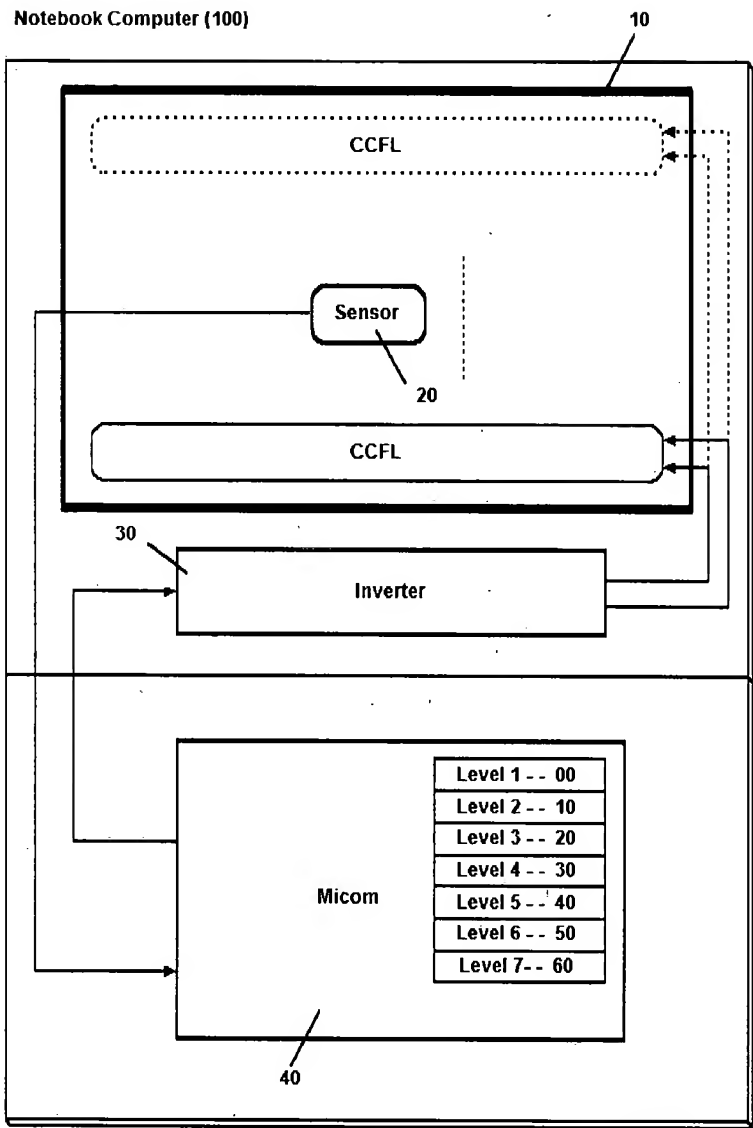 Notebook Computer (100)
10
CCFL
Sensor
20
CCFL
30
Inverter
Level 1 - - 00
Level 2 - - 10
Level 3 - - 20
Level 4 - - 30
Level 5 - - 40
Level 6 - - 50
Level 7- - 60
Micom
40